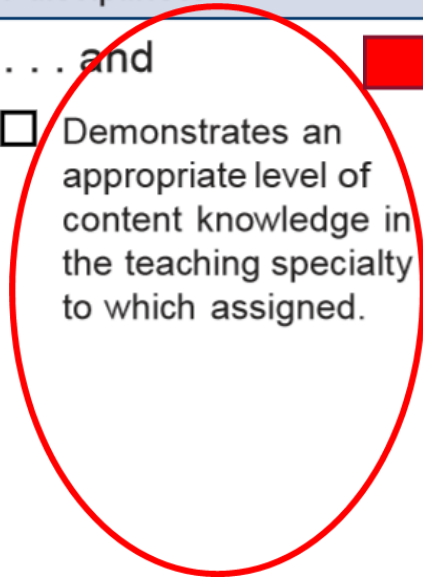 . . . and
Demonstrates an
appropriate level of
content knowledge in
the teaching specialty
to which assigned.